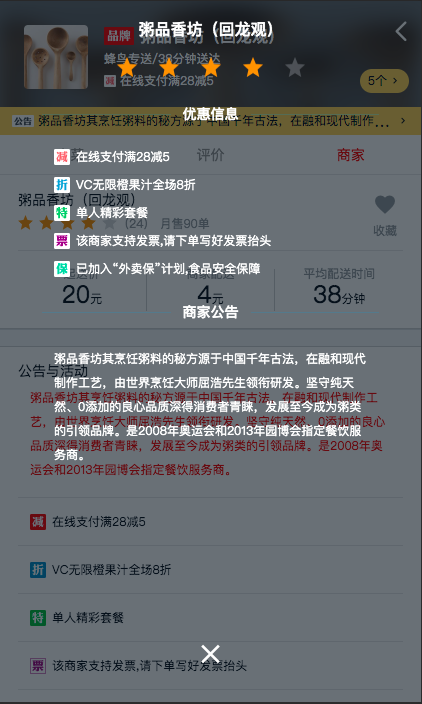 粥品香坊（回龙观）
品牌 粥品香坊（回龙观）
蜂鸟专送/38分钟送达
减 在线支付满28减5
5个 >
优惠信息
公告 粥品香坊其烹饪粥料的秘方源于中国千年古法，在融和现代制作... >
评价 商家
减 在线支付满28减5
折 VC无限橙果汁全场8折
粥品香坊（回龙观）
特 单人精彩套餐
(24) 月售90单
收藏
票 该商家支持发票,请下单写好发票抬头
保 已加入“外卖保”计划,食品安全保障
起送价 商家配送 平均配送时间
20元 4元 38分钟
商家公告
粥品香坊其烹饪粥料的秘方源于中国千年古法，在融和现代
制作工艺，由世界烹饪大师屈浩先生领衔研发。坚守纯天
然、0添加的良心品质深得消费者青睐，发展至今成为粥类
的引领品牌。是2008年奥运会和2013年园博会指定餐饮服
务商。
公告与活动
粥品香坊其烹饪粥料的秘方源于中国千年古法，在融和现代制作工
艺，由世界烹饪大师屈浩先生领衔研发。坚守纯天然、0添加的良心
品质深得消费者青睐，发展至今成为粥类的引领品牌。是2008年奥
运会和2013年园博会指定餐饮服务商。
减 在线支付满28减5
折 VC无限橙果汁全场8折
特 单人精彩套餐
票 该商家支持发票,请下单写好发票抬头